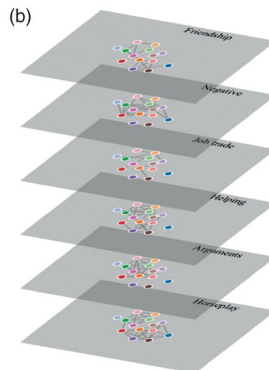 (b)
Friendship
Negative
Job trade
Helping
Arguments
Horseplay